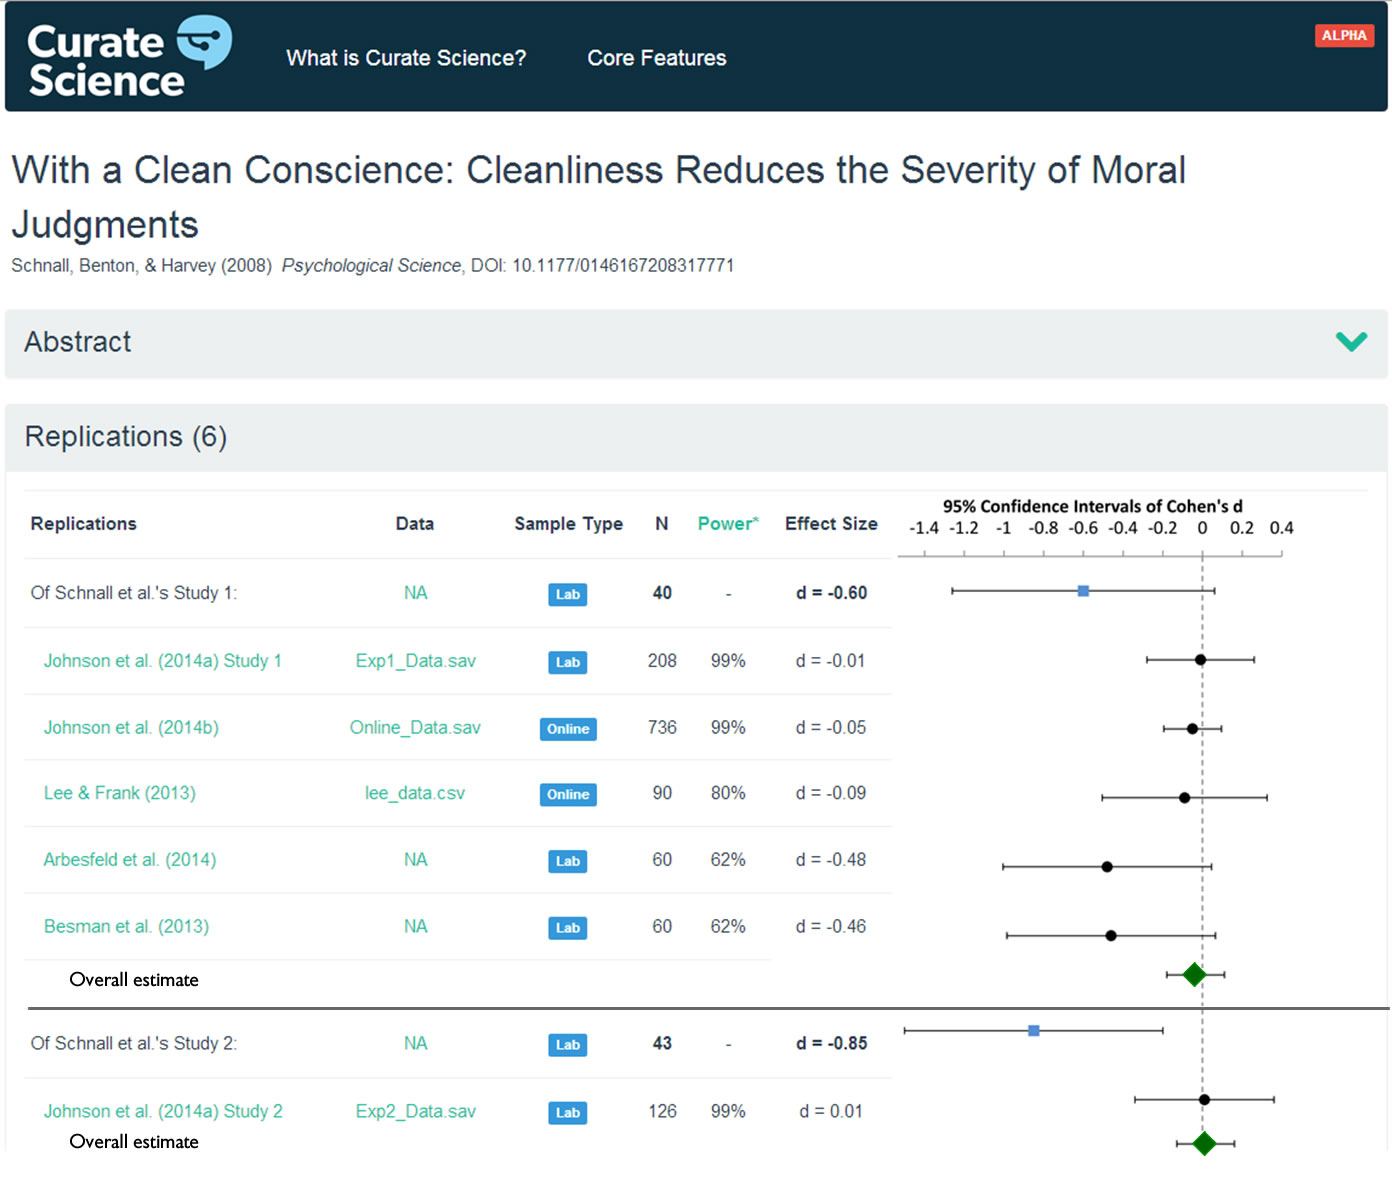 Curate Science
What is Curate Science?
Core Features
ALPHA
With a Clean Conscience: Cleanliness Reduces the Severity of Moral
Judgments
Schnall, Benton, & Harvey (2008) Psychological Science, DOI: 10.1177/0146167208317771
Abstract
Replications (6)
95% Confidence Intervals of Cohen's d
Replications Data Sample Type N Power* Effect Size
-1.4 -1.2 -1 -0.8 -0.6 -0.4 -0.2 0 0.2 0.4
Of Schnall et al.'s Study 1: NA Lab 40 - d = -0.60
Johnson et al. (2014a) Study 1 Exp1_Data.sav Lab 208 99% d = -0.01
Johnson et al. (2014b) Online_Data.sav Online 736 99% d = -0.05
Lee & Frank (2013) lee_data.csv Online 90 80% d = -0.09
Arbesfeld et al. (2014) NA Lab 60 62% d = -0.48
Besman et al. (2013) NA Lab 60 62% d = -0.46
Overall estimate
Of Schnall et al.'s Study 2: NA Lab 43 - d = -0.85
Johnson et al. (2014a) Study 2 Exp2_Data.sav Lab 126 99% d = 0.01
Overall estimate